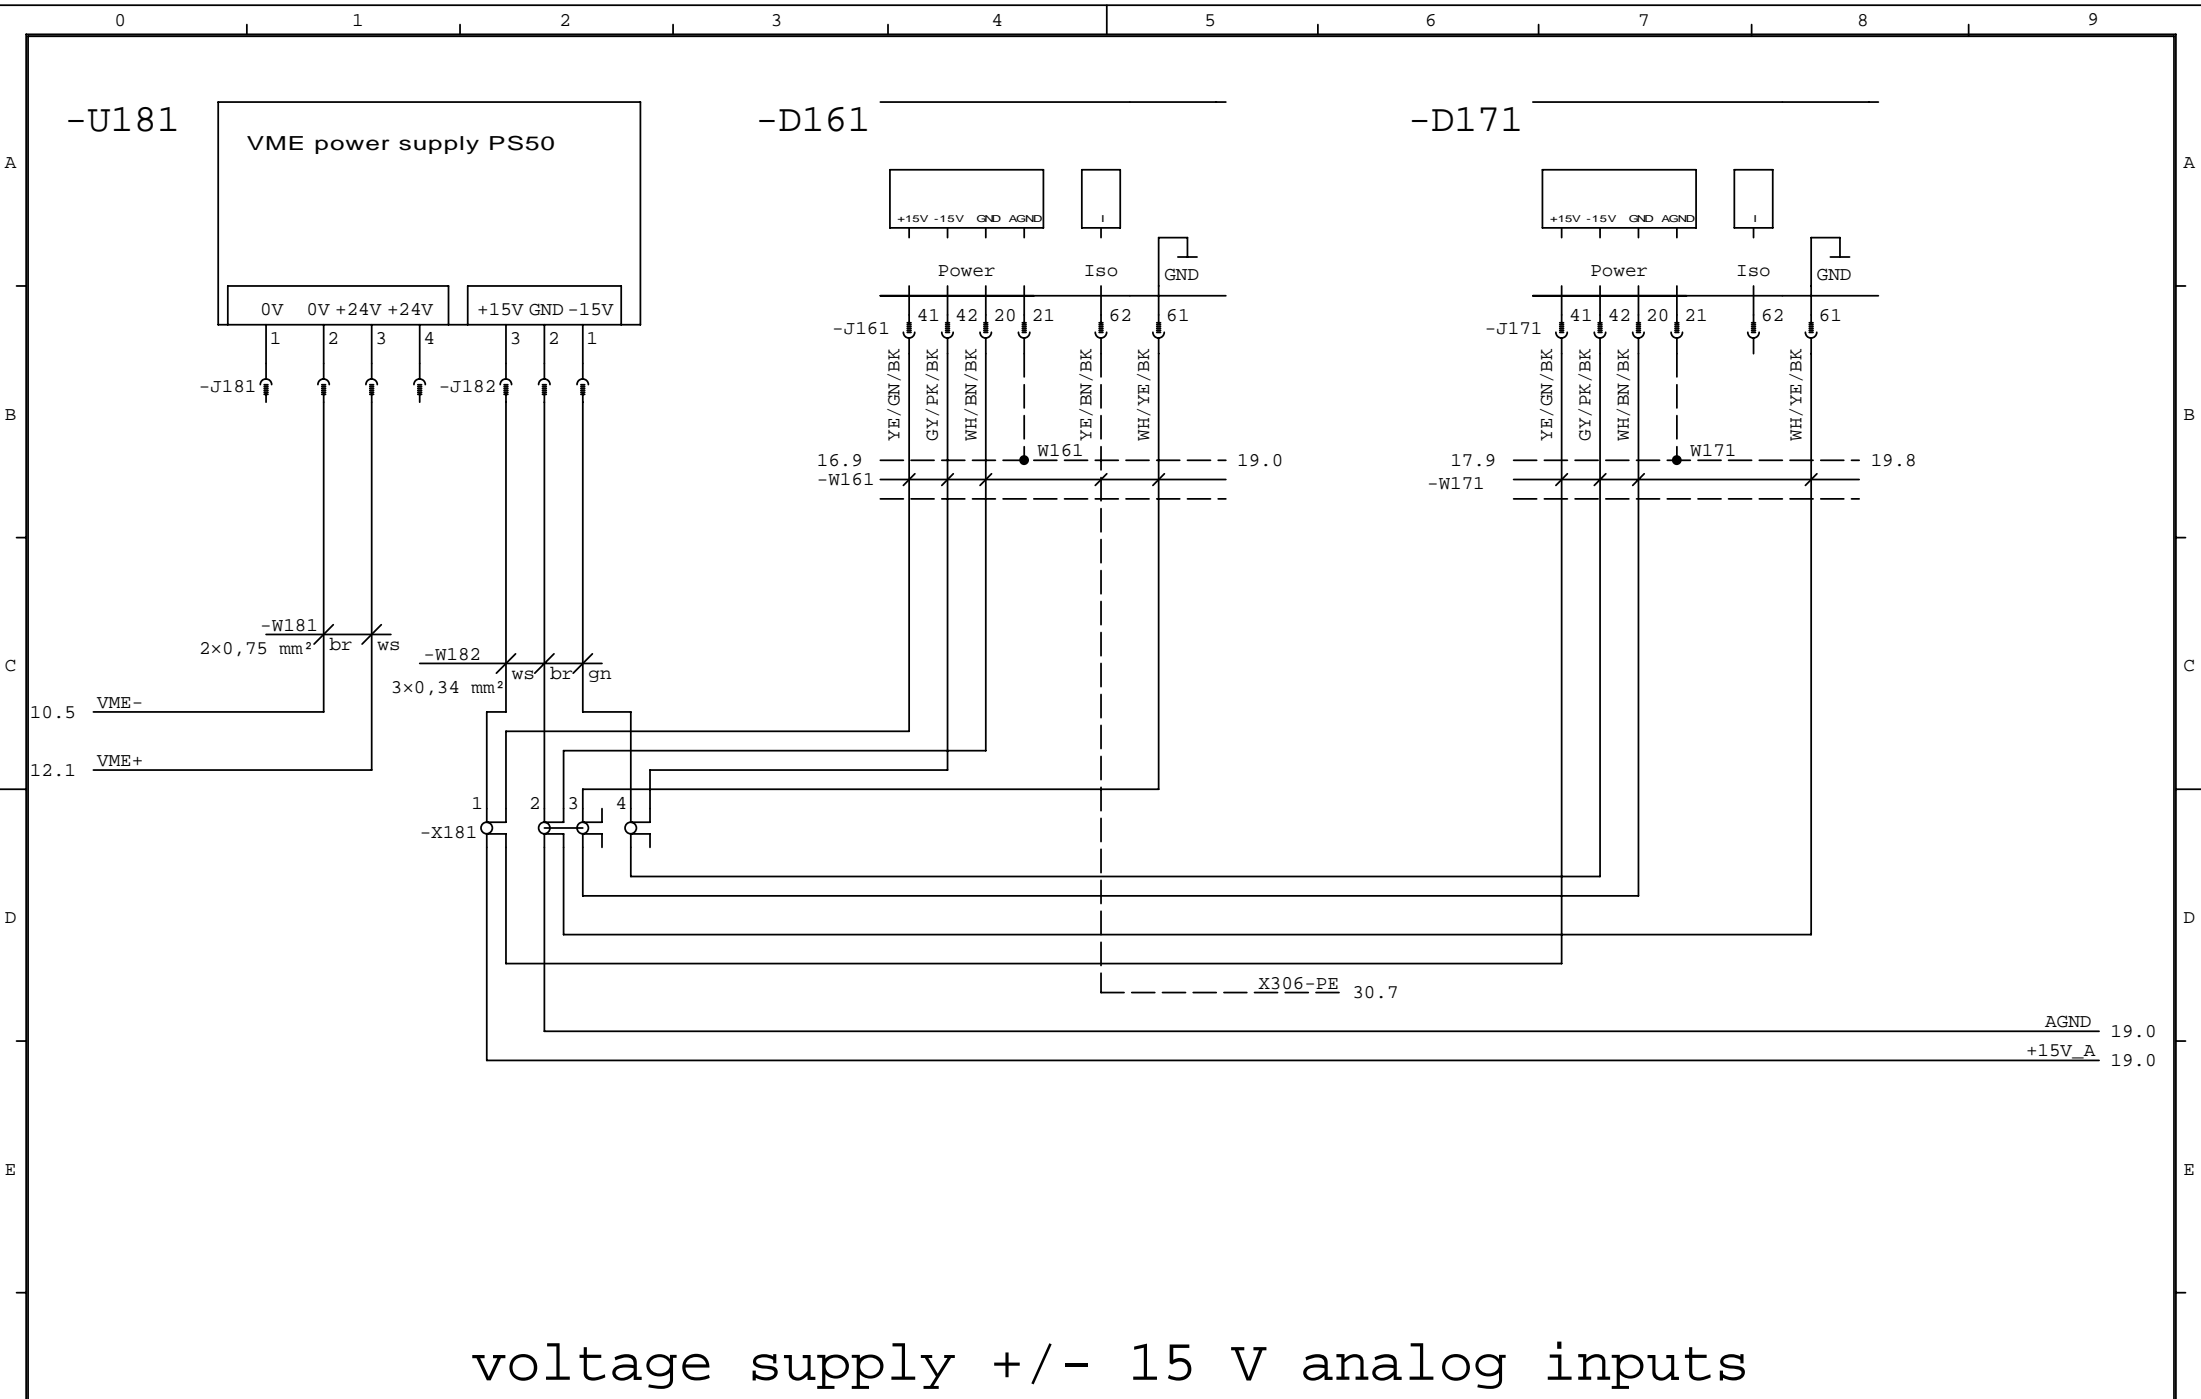 0 1 2 3 4 5 6 7 8 9
-U181 -D161 -D171
VME power supply PS50
A A
+15V -15V GND AGND I +15V -15V GND AGND I
Power Iso GND Power Iso GND
0V 0V +24V +24V +15V GND -15V
-J161 41 42 20 21 62 61 -J171 41 42 20 21 62 61
1 2 3 4 3 2 1
-J181 -J182
YE/GN/BK GY/PK/BK WH/BN/BK YE/BN/BK WH/YE/BK YE/GN/BK GY/PK/BK WH/BN/BK WH/YE/BK
B B
W161 W171
16.9 19.0 17.9 19.8
-W161 -W171
-W181
2×0,75 mm² br ws
-W182
C C
3×0,34 mm² ws br gn
10.5 VME-
12.1 VME+
1 2 3 4
-X181
D D
X306-PE 30.7
AGND 19.0
+15V_A 19.0
E E
voltage supply +/- 15 V analog inputs